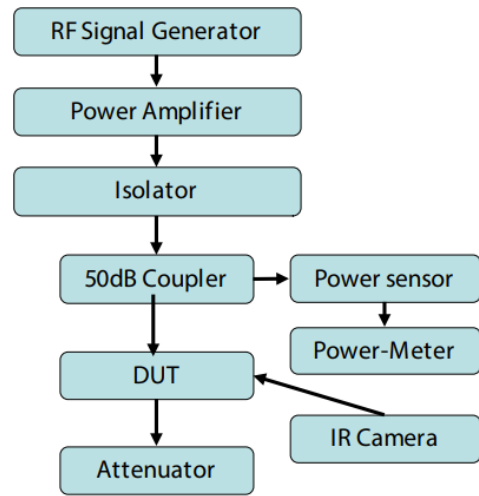 RF Signal Generator
Power Amplifier
Isolator
50dB Coupler
Power sensor
Power-Meter
DUT
IR Camera
Attenuator